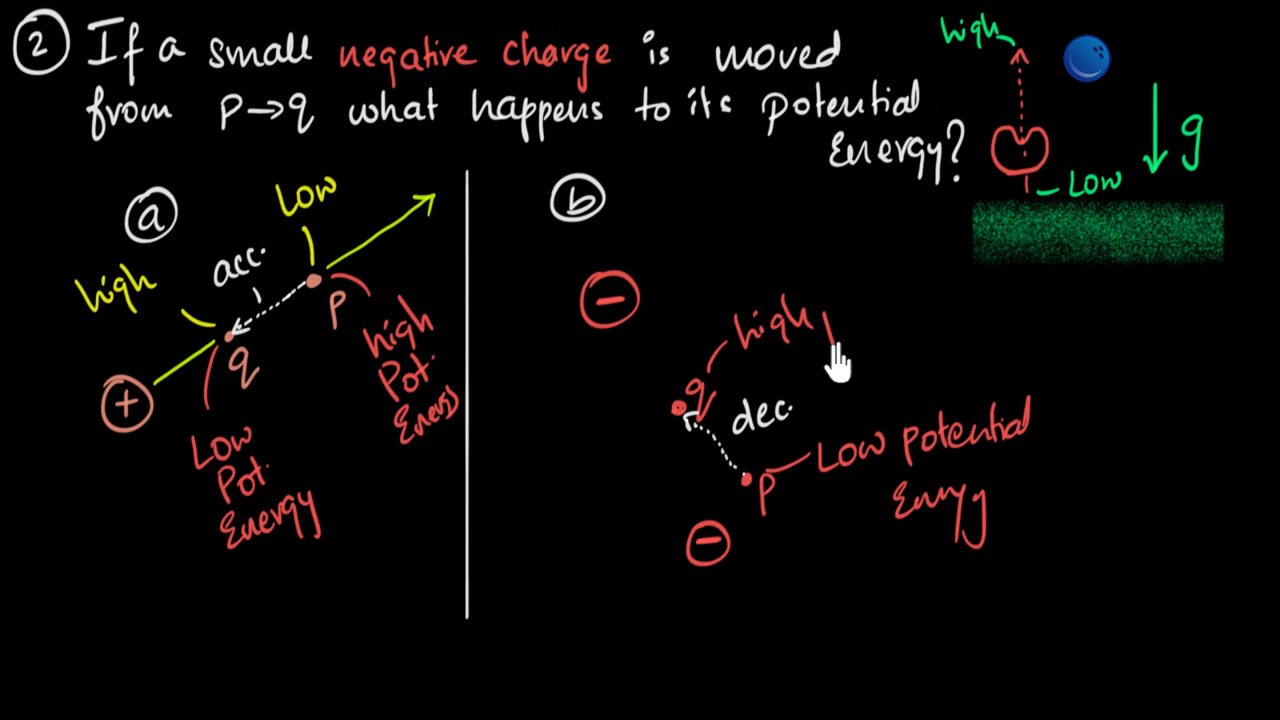 ② If a small negative charge is moved
from p→q what happens to its potential
Energy?
high
g
Low
ⓐ
Low
high
acc.
p
q
high
Pot.
Energy
Low
Pot.
Energy
+
ⓑ
−
high
q
dec.
p
Low potential
−